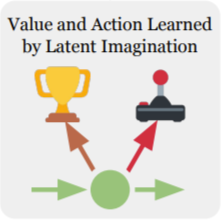 Value and Action Learned
by Latent Imagination